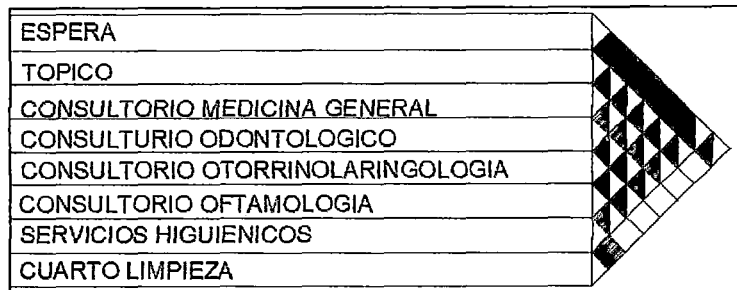 ESPERA
TOPICO
CONSULTORIO MEDICINA GENERAL
CONSULTURIO ODONTOLOGICO
CONSULTORIO OTORRINOLARINGOLOGIA
CONSULTORIO OFTAMOLOGIA
SERVICIOS HIGUIENICOS
CUARTO LIMPIEZA